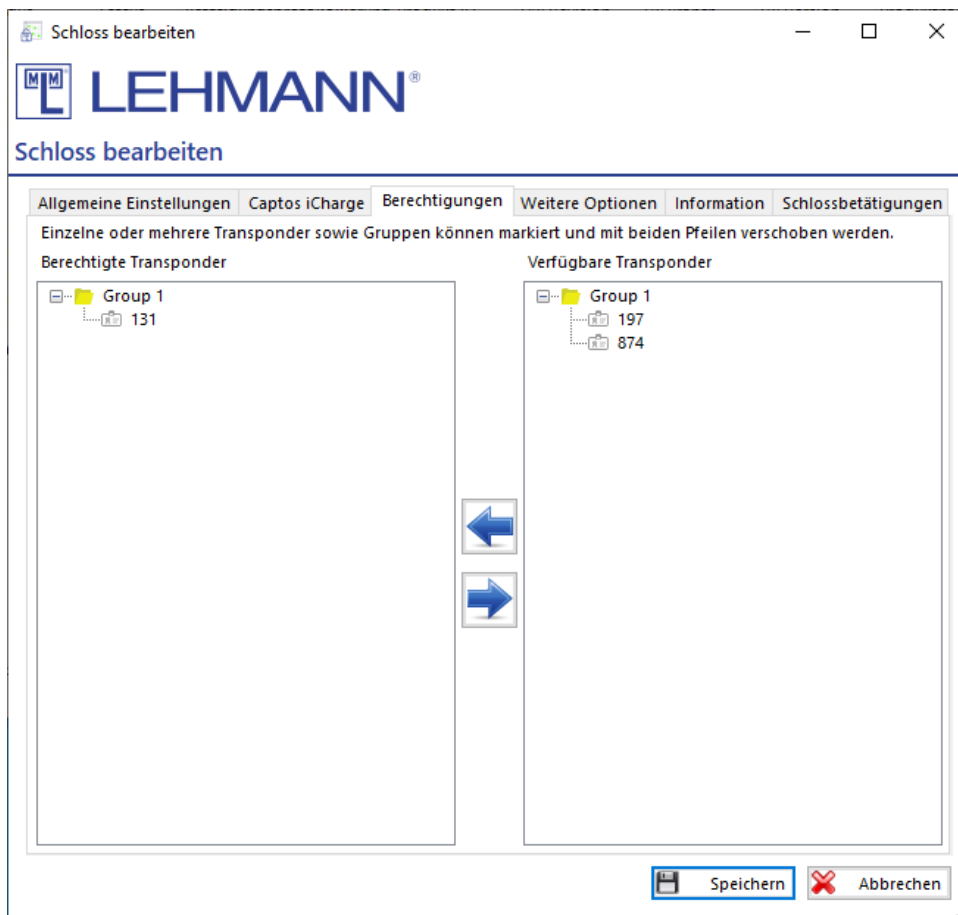 Schloss bearbeiten
LEHMANN®
Schloss bearbeiten
Allgemeine Einstellungen Captos iCharge Berechtigungen Weitere Optionen Information Schlossbetätigungen
Einzelne oder mehrere Transponder sowie Gruppen können markiert und mit beiden Pfeilen verschoben werden.
Berechtigte Transponder
Group 1
131
Verfügbare Transponder
Group 1
197
874
Speichern Abbrechen